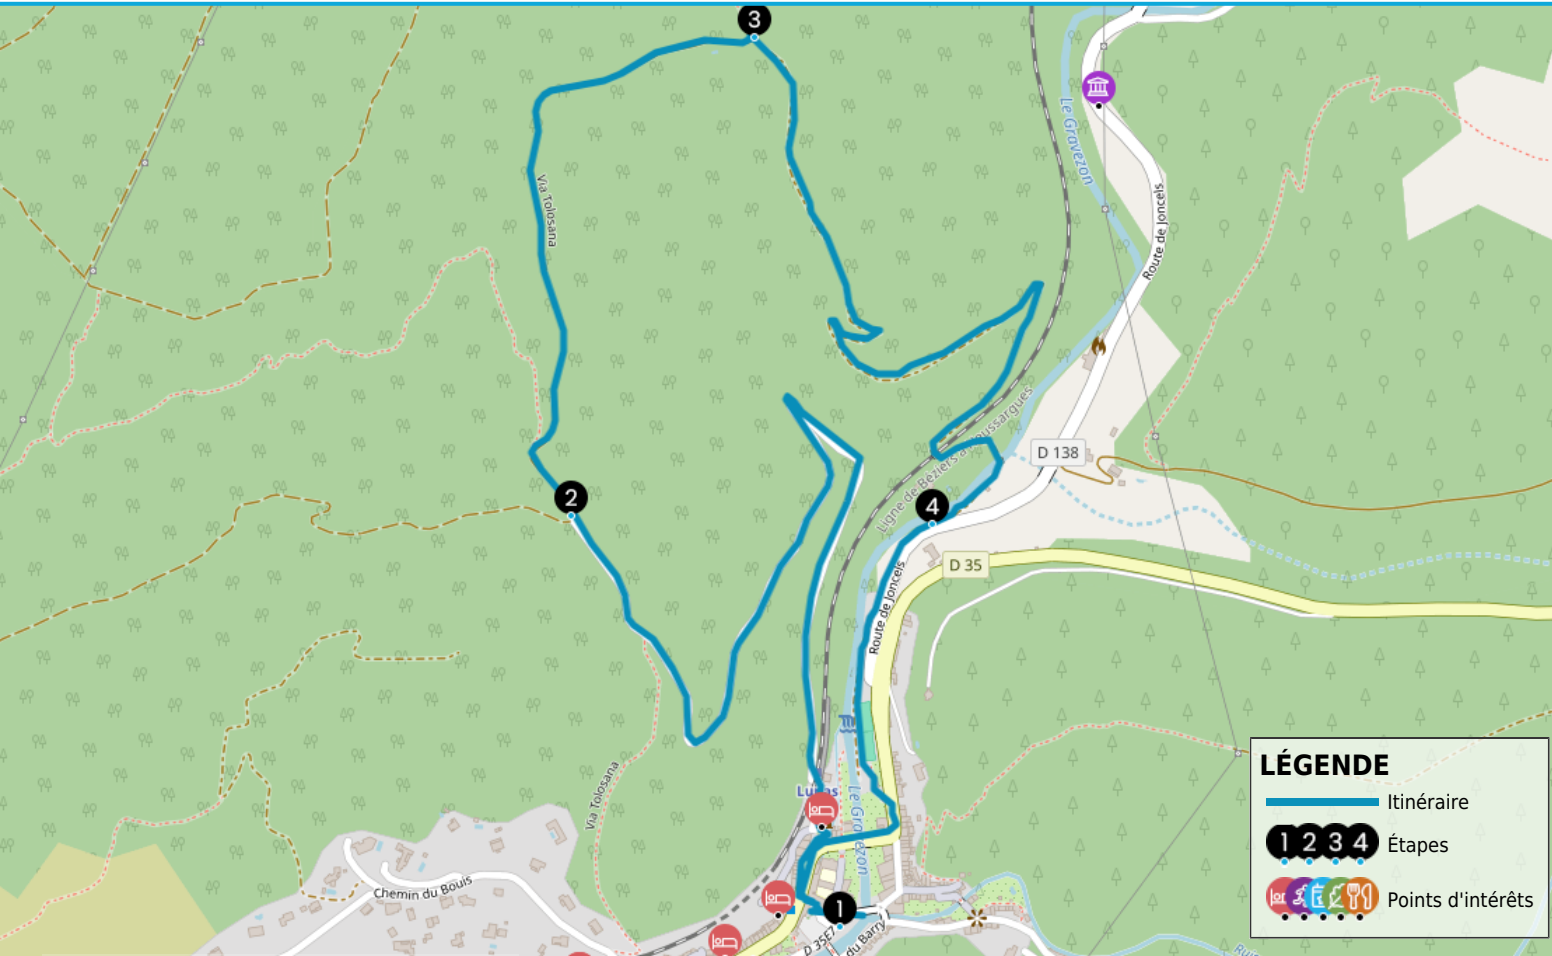 3
Le Gravezon
Via Tolosana
Route de Joncels
Ligne de Béziers à Neussargues
D 138
2
4
D 35
Route de Joncels
Via Tolosana
Lunas
Le Gravezon
Chemin du Bouis
1
D 35E7
du Barry
LÉGENDE
Itinéraire
1 2 3 4 Étapes
Points d'intérêts